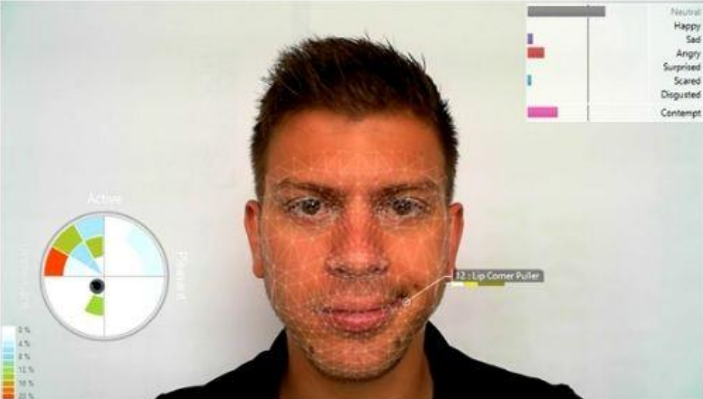 Neutral
Happy
Sad
Angry
Surprised
Scared
Disgusted
Contempt
Active
Pleasant
12 : Lip Corner Puller
0 %
4 %
8 %
12 %
16 %
20 %